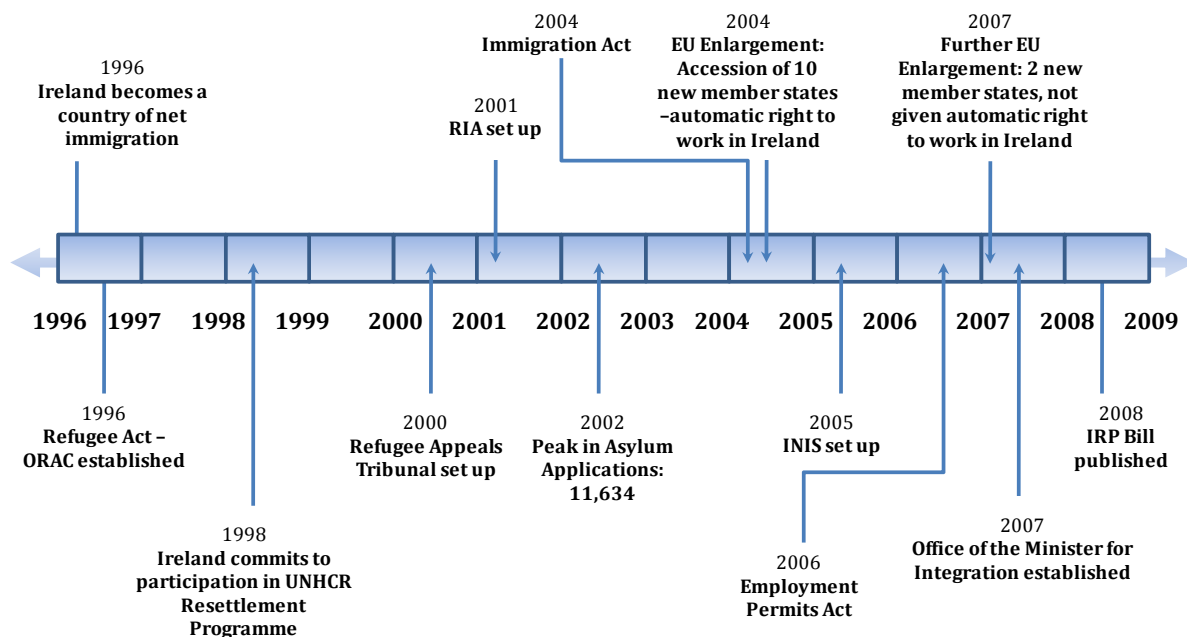 2004
Immigration Act
2004
EU Enlargement:
Accession of 10
new member states
–automatic right to
work in Ireland
2007
Further EU
Enlargement: 2 new
member states, not
given automatic right
to work in Ireland
1996
Ireland becomes a
country of net
immigration
2001
RIA set up
1996 1997 1998 1999 2000 2001 2002 2003 2004 2005 2006 2007 2008 2009
1996
Refugee Act –
ORAC established
2000
Refugee Appeals
Tribunal set up
2002
Peak in Asylum
Applications:
11,634
2005
INIS set up
2008
IRP Bill
published
1998
Ireland commits to
participation in UNHCR
Resettlement
Programme
2006
Employment
Permits Act
2007
Office of the Minister for
Integration established